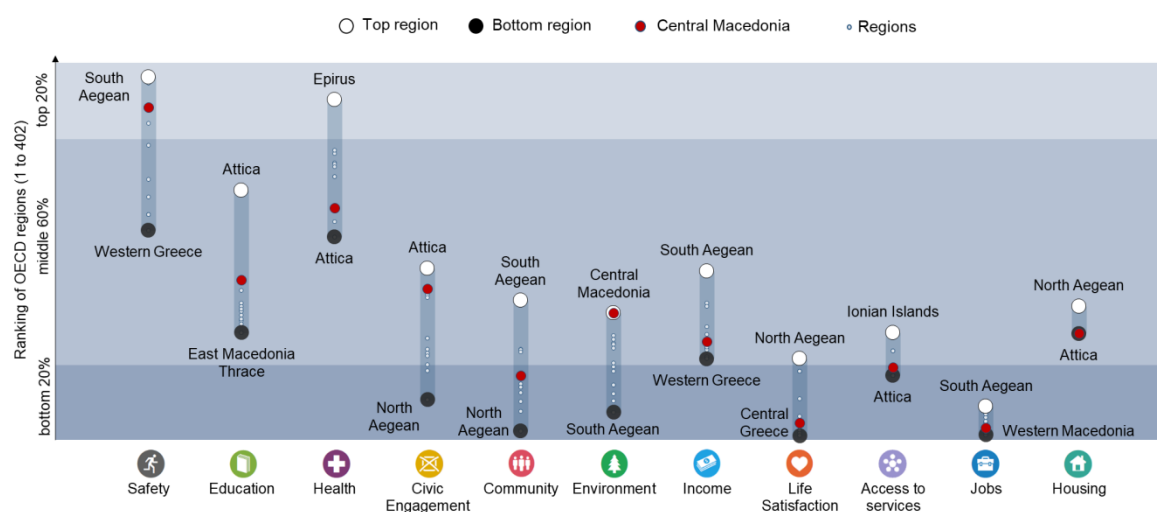 Top region
Bottom region
Central Macedonia
Regions
Ranking of OECD regions (1 to 402)
top 20%
middle 60%
bottom 20%
South
Aegean
Western Greece
Attica
East Macedonia
Thrace
Epirus
Attica
Attica
North
Aegean
South
Aegean
North
Aegean
Central
Macedonia
South Aegean
South Aegean
Western Greece
North Aegean
Central
Greece
Ionian Islands
Attica
South Aegean
Western Macedonia
North Aegean
Attica
Safety
Education
Health
Civic
Engagement
Community
Environment
Income
Life
Satisfaction
Access to
services
Jobs
Housing